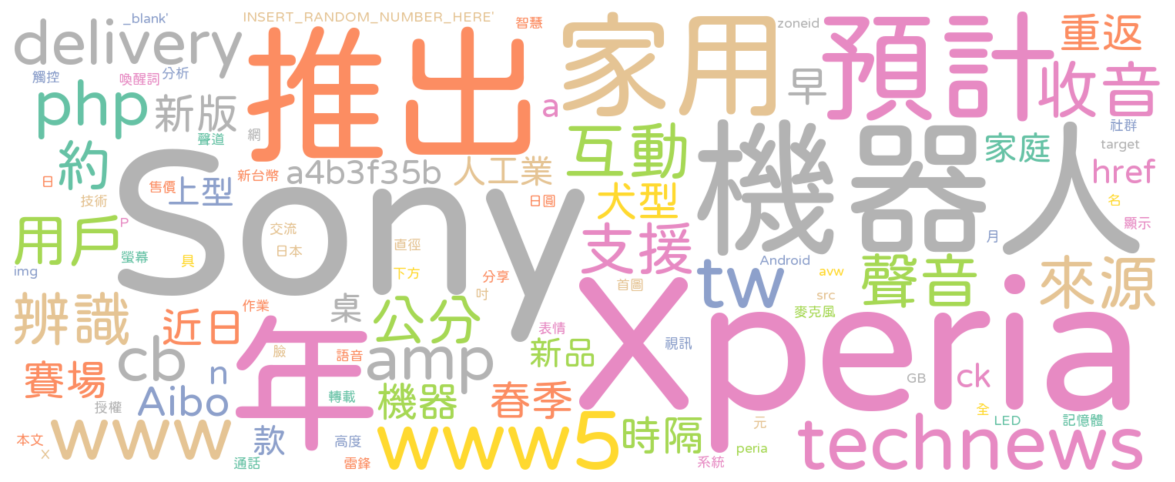 _blank'
INSERT_RANDOM_NUMBER_HERE'
智慧
zoneid
delivery
推出
家用
預計
重返
觸控
喚醒詞
分析
早
收音
php
新版
a
聲道
網
互動
機器人
社群
家庭
target
約
a4b3f35b
人工業
href
日
售價
上型
新台幣
Sony
日圓
犬型
技術
名
用戶
P
交流
支援
顯示
日本
直徑
月
螢幕
具
img
下方
分享
tw
Android
avw
聲音
來源
首圖
吋
src
辨識
近日
作業
桌
公分
麥克風
Xperia
年
表情
視訊
cb
臉
語音
amp
新品
賽場
n
GB
ck
Aibo
轉載
機器
春季
授權
全
www
款
高度
www
5
時隔
元
LED
記憶體
本文
X
peria
technews
通話
雷鋒
系統